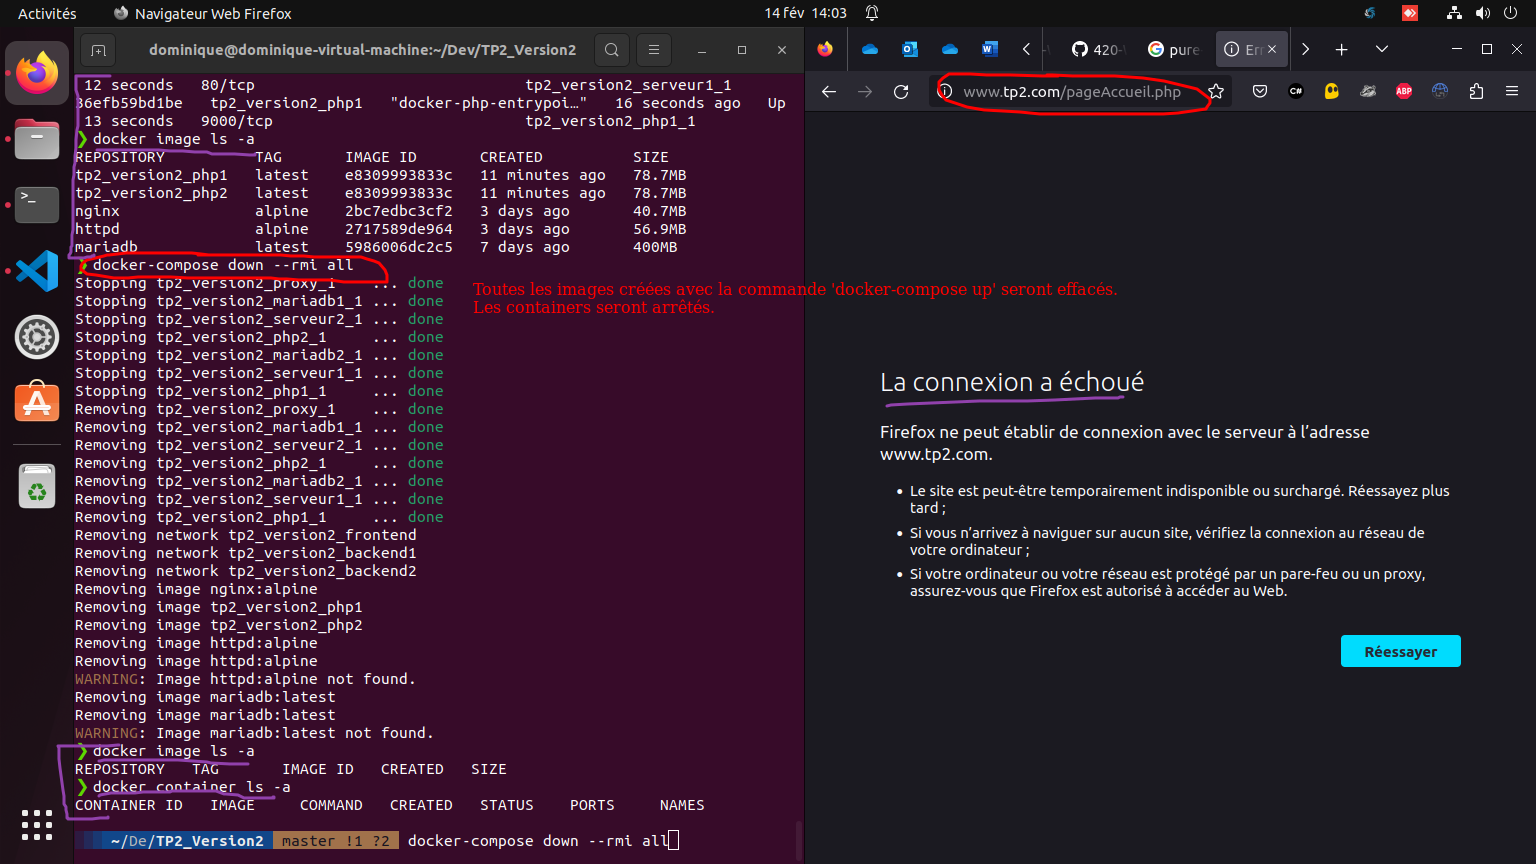 Activités Navigateur Web Firefox 14 fév 14:03
dominique@dominique-virtual-machine:~/Dev/TP2_Version2
12 seconds 80/tcp tp2_version2_serveur1_1
36efb59bd1be tp2_version2_php1 "docker-php-entrypoi…" 16 seconds ago Up
13 seconds 9000/tcp tp2_version2_php1_1
❯ docker image ls -a
REPOSITORY TAG IMAGE ID CREATED SIZE
tp2_version2_php1 latest e8309993833c 11 minutes ago 78.7MB
tp2_version2_php2 latest e8309993833c 11 minutes ago 78.7MB
nginx alpine 2bc7edbc3cf2 3 days ago 40.7MB
httpd alpine 2717589de964 3 days ago 56.9MB
mariadb latest 5986006dc2c5 7 days ago 400MB
❯ docker-compose down --rmi all
Stopping tp2_version2_proxy_1 ... done
Stopping tp2_version2_mariadb1_1 ... done
Stopping tp2_version2_serveur2_1 ... done
Stopping tp2_version2_php2_1 ... done
Stopping tp2_version2_mariadb2_1 ... done
Stopping tp2_version2_serveur1_1 ... done
Stopping tp2_version2_php1_1 ... done
Removing tp2_version2_proxy_1 ... done
Removing tp2_version2_mariadb1_1 ... done
Removing tp2_version2_serveur2_1 ... done
Removing tp2_version2_php2_1 ... done
Removing tp2_version2_mariadb2_1 ... done
Removing tp2_version2_serveur1_1 ... done
Removing tp2_version2_php1_1 ... done
Removing network tp2_version2_frontend
Removing network tp2_version2_backend1
Removing network tp2_version2_backend2
Removing image nginx:alpine
Removing image tp2_version2_php1
Removing image tp2_version2_php2
Removing image httpd:alpine
Removing image httpd:alpine
WARNING: Image httpd:alpine not found.
Removing image mariadb:latest
Removing image mariadb:latest
WARNING: Image mariadb:latest not found.
❯ docker image ls -a
REPOSITORY TAG IMAGE ID CREATED SIZE
❯ docker container ls -a
CONTAINER ID IMAGE COMMAND CREATED STATUS PORTS NAMES
~/De/TP2_Version2 master !1 ?2 docker-compose down --rmi all
Toutes les images créées avec la commande 'docker-compose up' seront effacés.
Les containers seront arrêtés.
420- pure Err
www.tp2.com/pageAccueil.php
C# ABP
La connexion a échoué
Firefox ne peut établir de connexion avec le serveur à l’adresse
www.tp2.com.
• Le site est peut-être temporairement indisponible ou surchargé. Réessayez plus
tard ;
• Si vous n’arrivez à naviguer sur aucun site, vérifiez la connexion au réseau de
votre ordinateur ;
• Si votre ordinateur ou votre réseau est protégé par un pare-feu ou un proxy,
assurez-vous que Firefox est autorisé à accéder au Web.
Réessayer